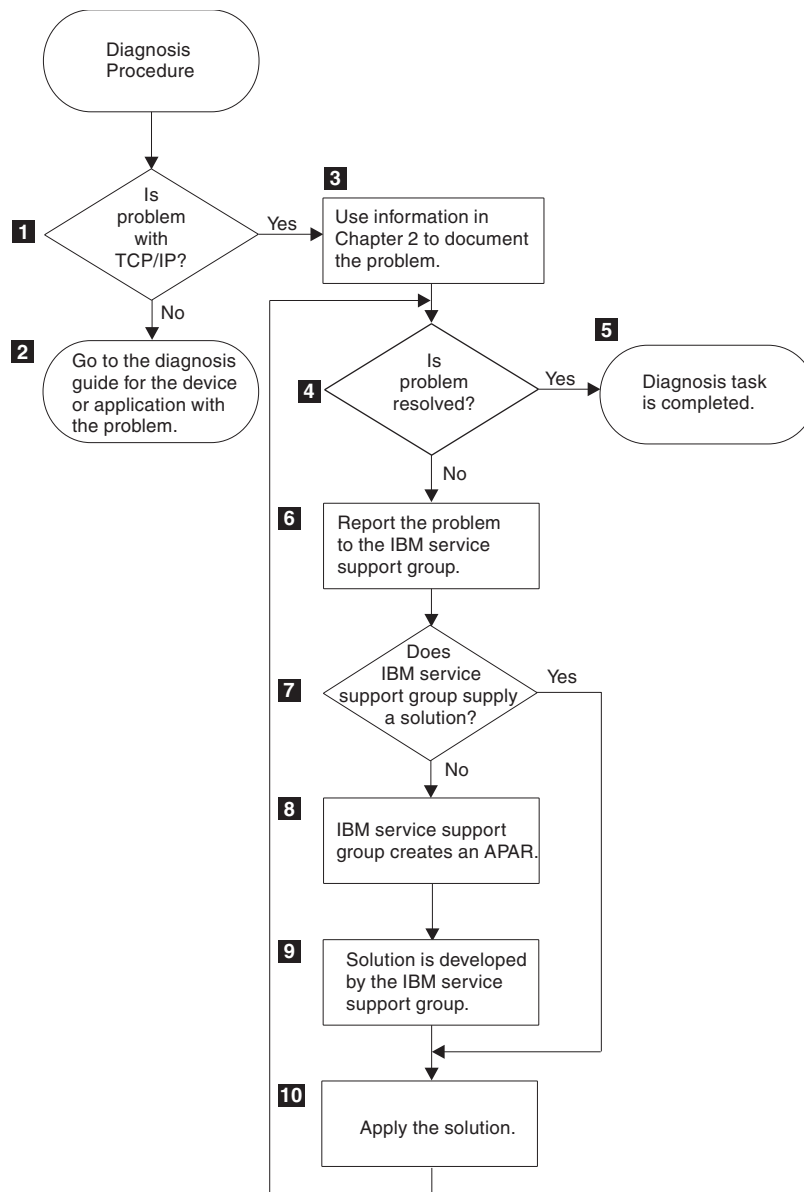 Diagnosis
Procedure
1
Is
problem
with
TCP/IP?
Yes
No
2
Go to the diagnosis
guide for the device
or application with
the problem.
3
Use information in
Chapter 2 to document
the problem.
4
Is
problem
resolved?
Yes
No
5
Diagnosis task
is completed.
6
Report the problem
to the IBM service
support group.
7
Does
IBM service
support group supply
a solution?
Yes
No
8
IBM service support
group creates an APAR.
9
Solution is developed
by the IBM service
support group.
10
Apply the solution.